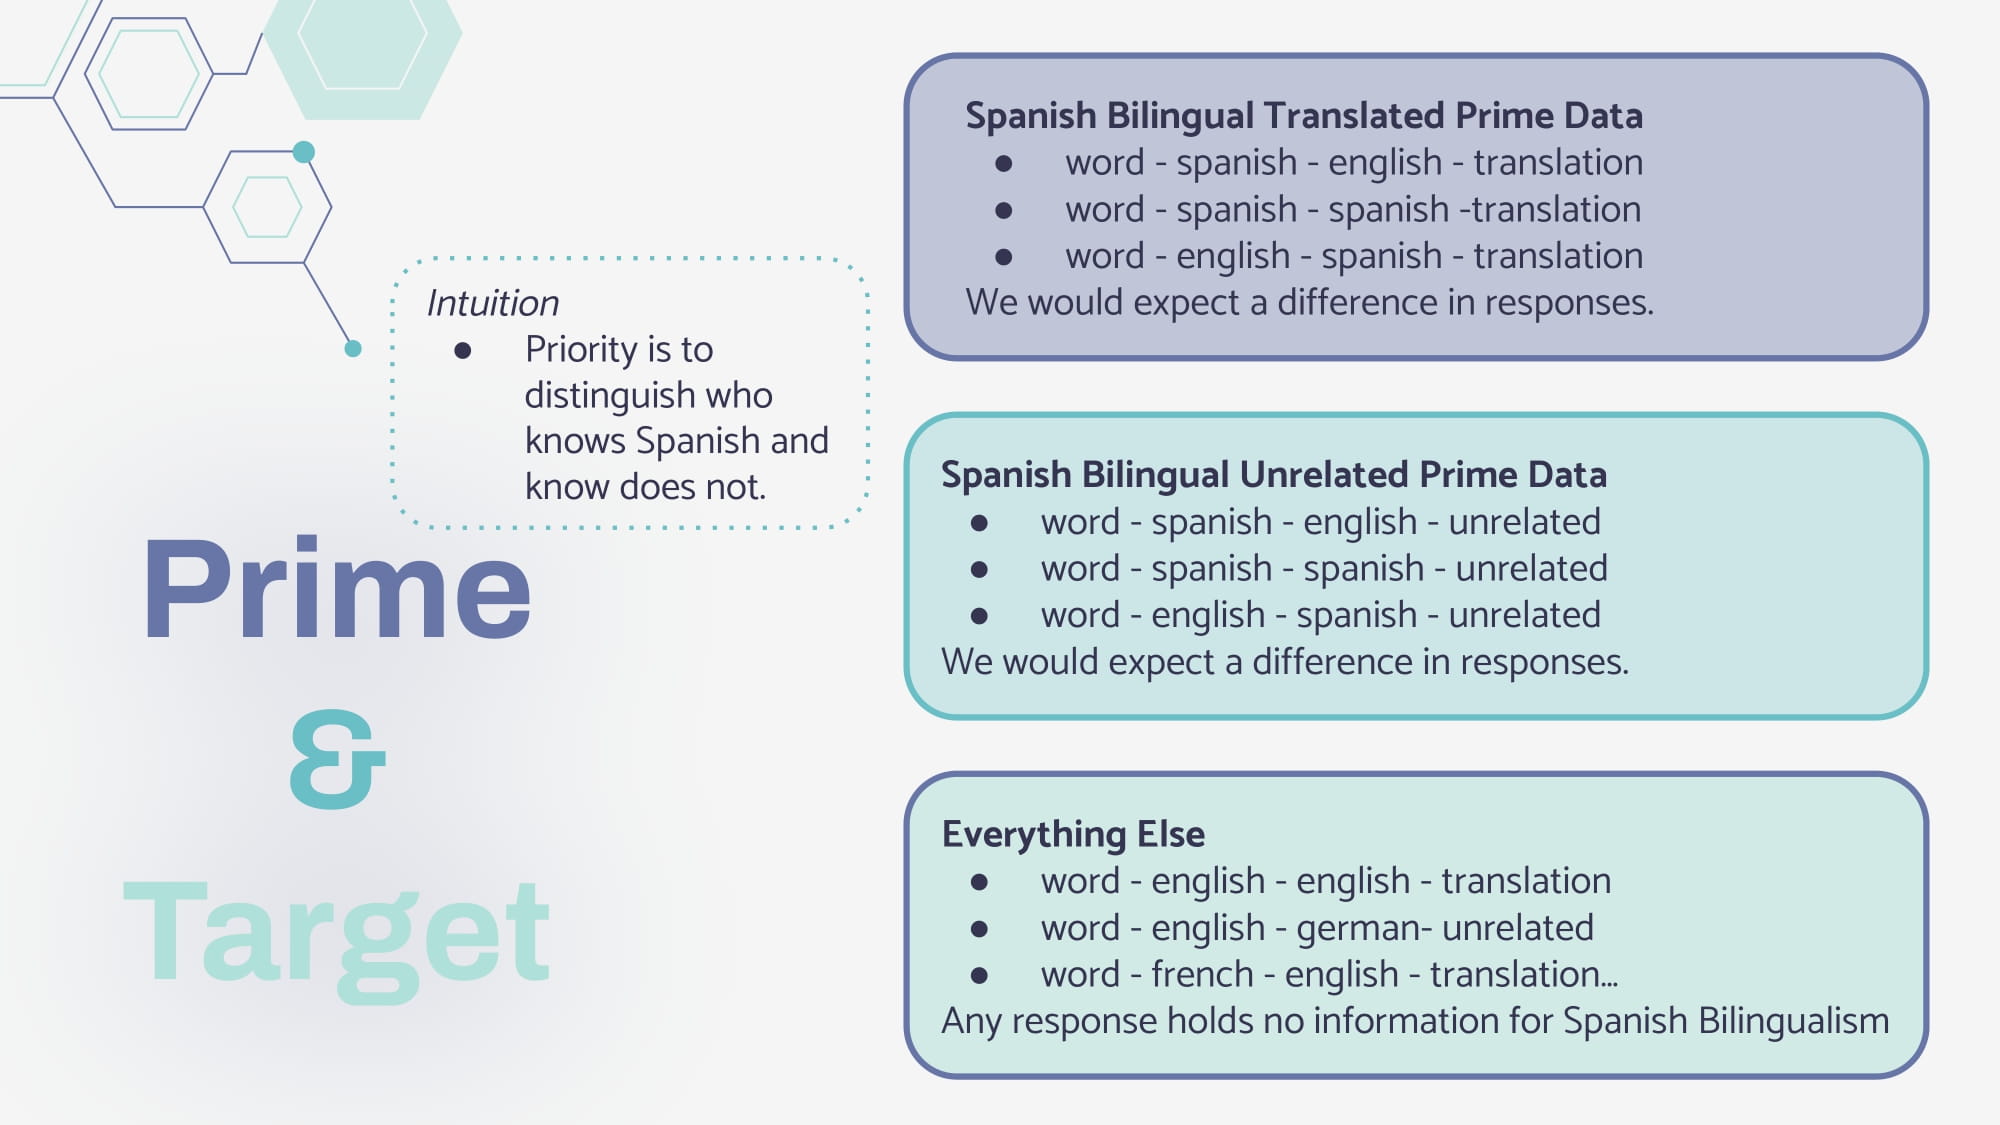 Prime
&
Target
Intuition
● Priority is to
distinguish who
knows Spanish and
know does not.
Spanish Bilingual Translated Prime Data
● word - spanish - english - translation
● word - spanish - spanish -translation
● word - english - spanish - translation
We would expect a difference in responses.
Spanish Bilingual Unrelated Prime Data
● word - spanish - english - unrelated
● word - spanish - spanish - unrelated
● word - english - spanish - unrelated
We would expect a difference in responses.
Everything Else
● word - english - english - translation
● word - english - german- unrelated
● word - french - english - translation...
Any response holds no information for Spanish Bilingualism